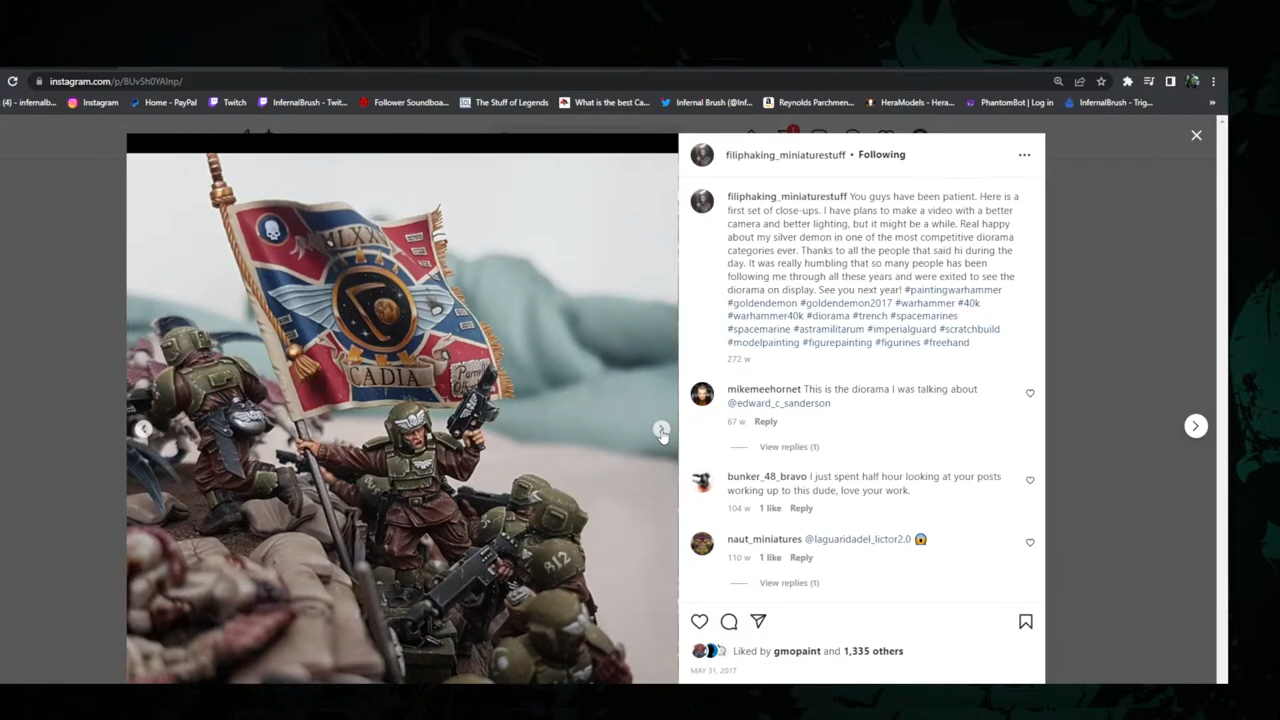 instagram.com/p/BUv5h0YAlnp/
(4) - infernalb...
Instagram
Home - PayPal
Twitch
InfernalBrush - Twit...
Follower Soundboa...
The Stuff of Legends
What is the best Ca...
Infernal Brush (@Inf...
Reynolds Parchmen...
HeraModels - Hera...
PhantomBot | Log in
InfernalBrush - Trig...
»
filiphaking_miniaturestuff • Following
filiphaking_miniaturestuff You guys have been patient. Here is a
first set of close-ups. I have plans to make a video with a better
camera and better lighting, but it might be a while. Real happy
about my silver demon in one of the most competitive diorama
categories ever. Thanks to all the people that said hi during the
day. It was really humbling that so many people has been
following me through all these years and were exited to see the
diorama on display. See you next year! #paintingwarhammer
#goldendemon #goldendemon2017 #warhammer #40k
#warhammer40k #diorama #trench #spacemarines
#spacemarine #astramilitarum #imperialguard #scratchbuild
#modelpainting #figurepainting #figurines #freehand
272 w
mikemeehornet This is the diorama I was talking about
@edward_c_sanderson
67 w Reply
View replies (1)
bunker_48_bravo I just spent half hour looking at your posts
working up to this dude, love your work.
104 w 1 like Reply
naut_miniatures @laguaridadel_lictor2.0 😱
110 w 1 like Reply
View replies (1)
Liked by gmopaint and 1,335 others
MAY 31, 2017
CADIA
812